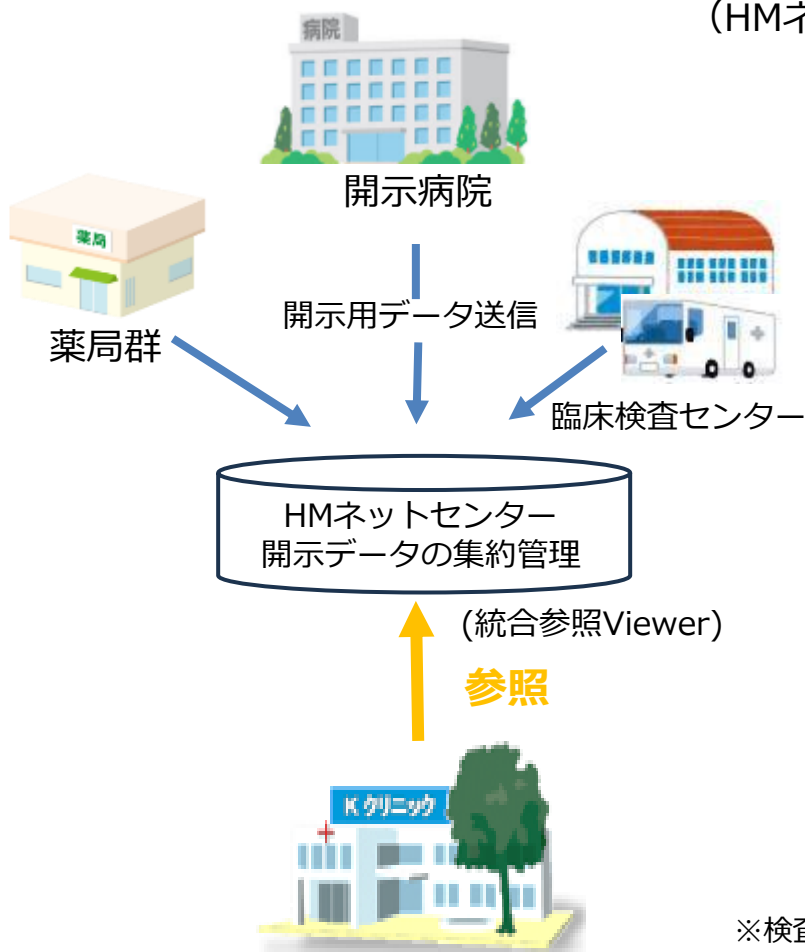 (HMネ
病院
開示病院
薬局
開示用データ送信
薬局群
臨床検査センター
HMネットセンター
開示データの集約管理
(統合参照Viewer)
参照
K クリニック
※検査